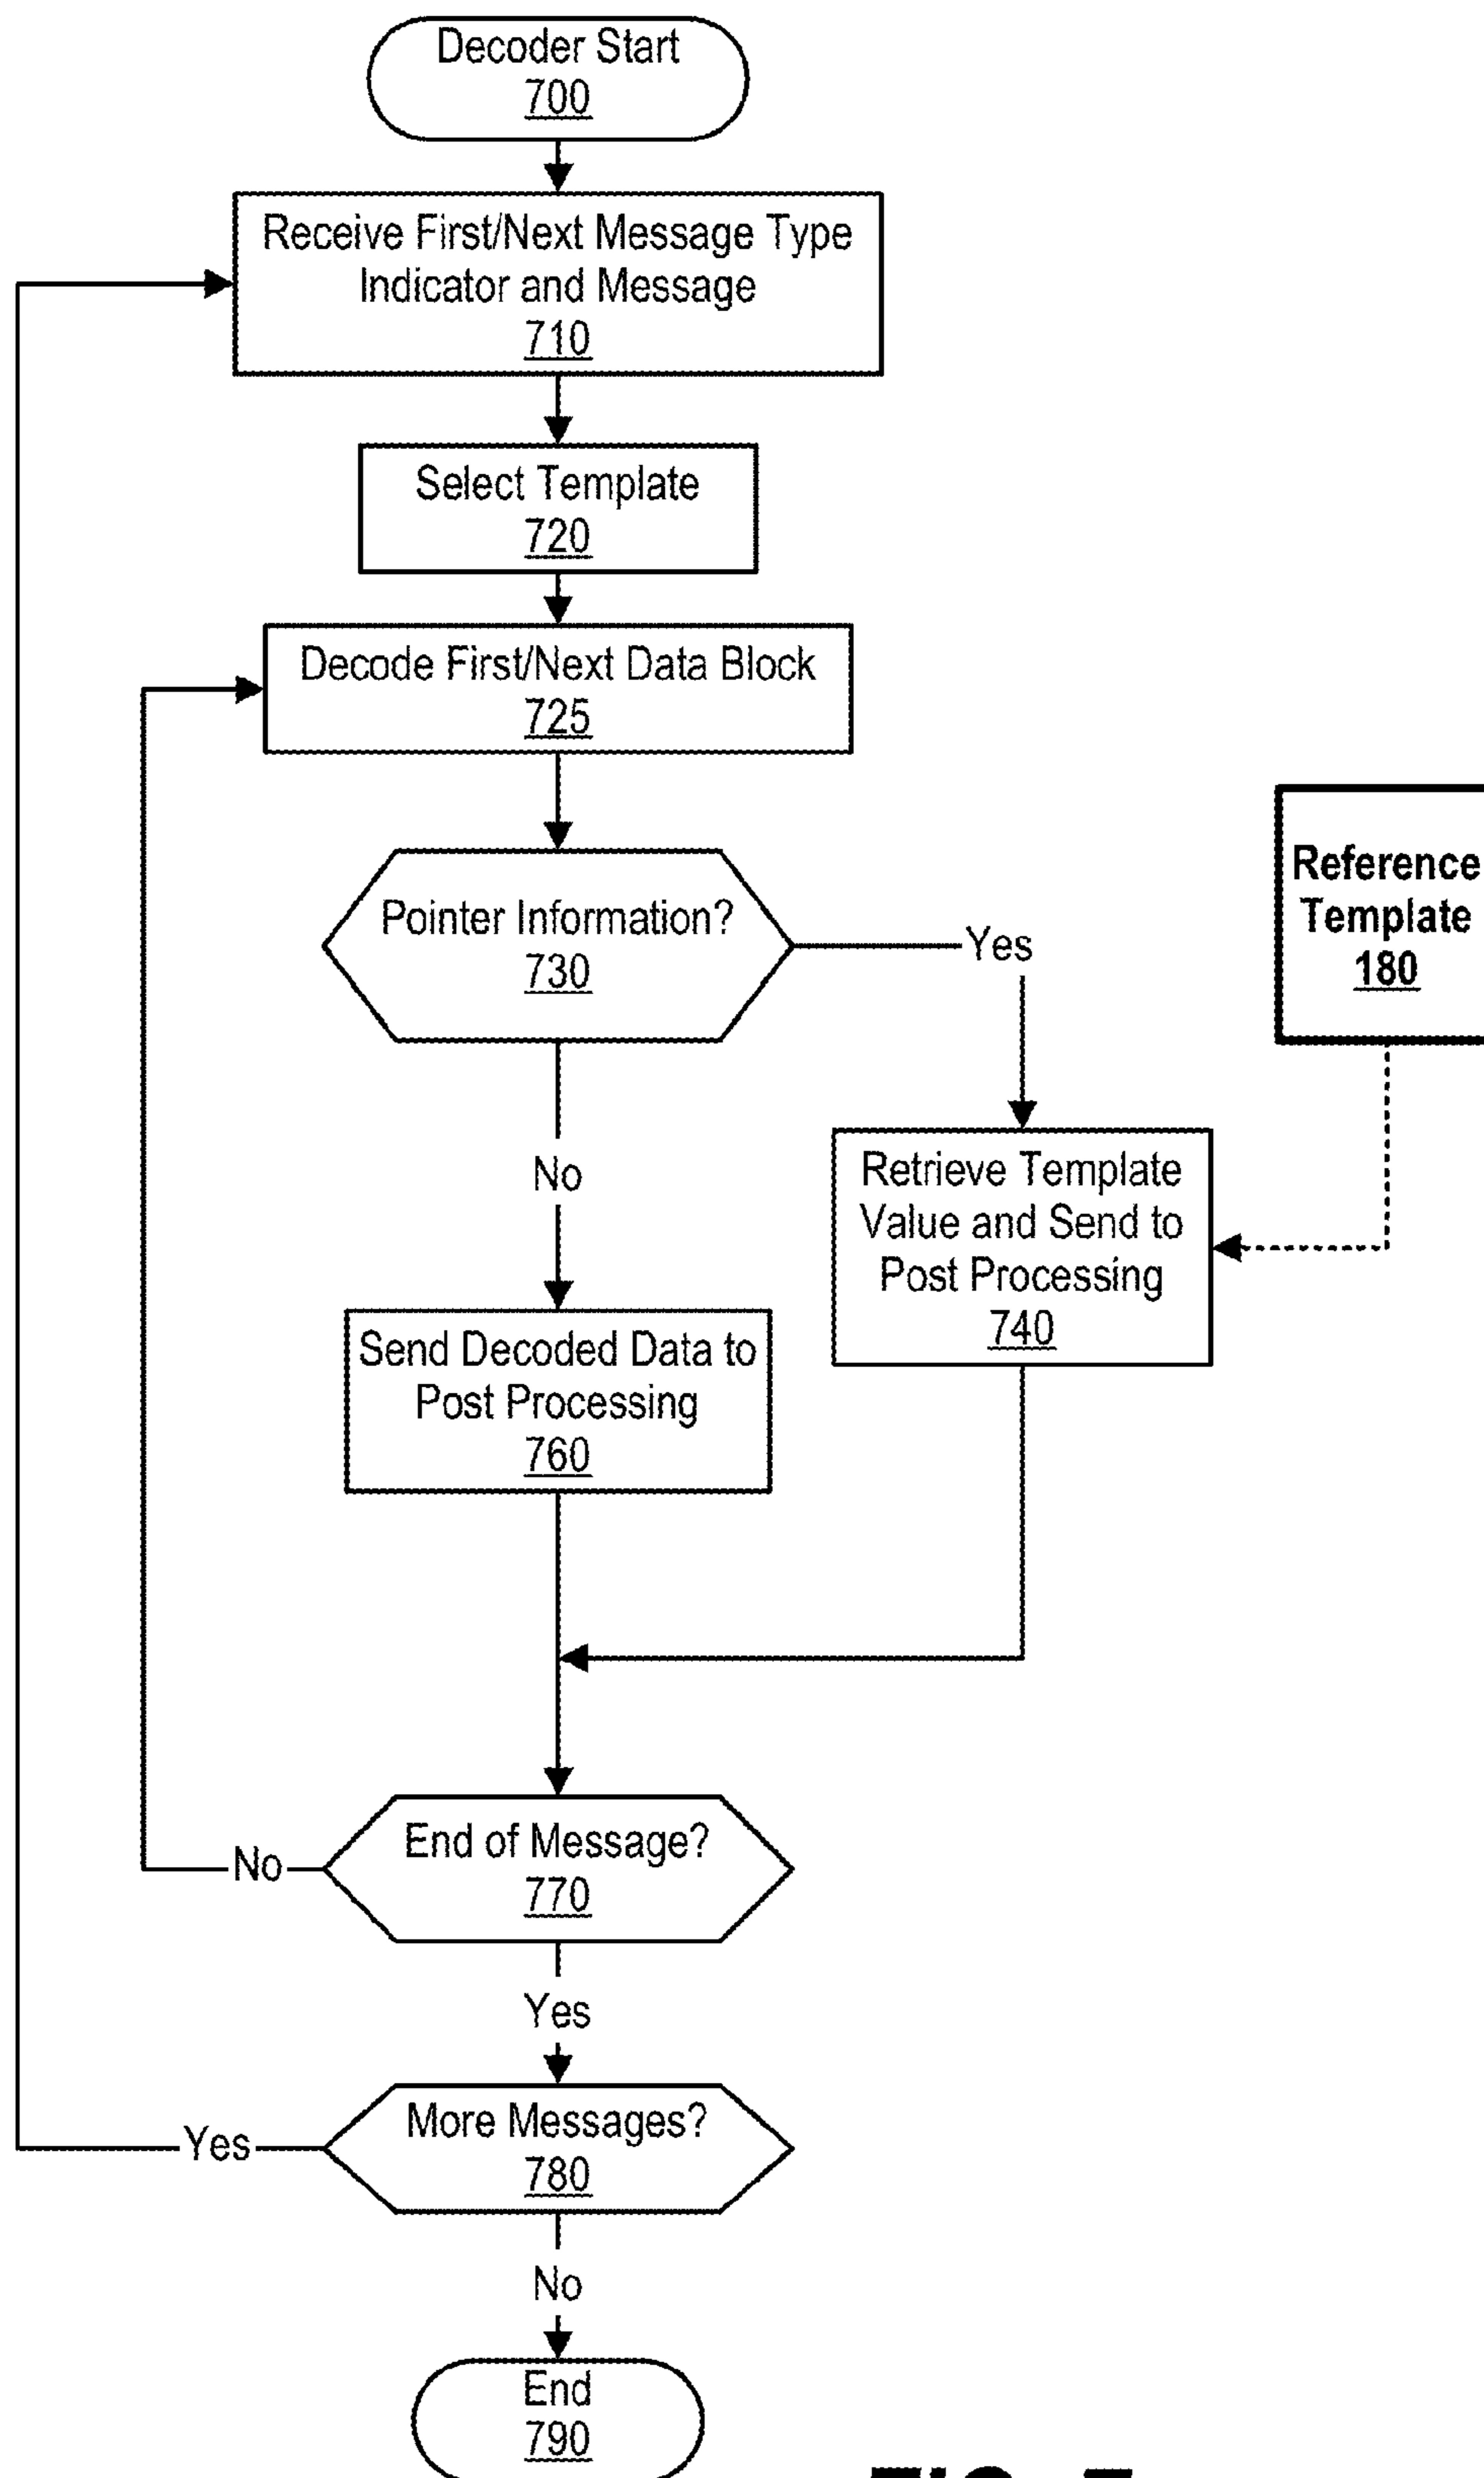 Decoder Start
700
Receive First/Next Message Type
Indicator and Message
710
Select Template
720
Decode First/Next Data Block
725
Pointer Information?
730
Yes
Reference
Template
180
No
Retrieve Template
Value and Send to
Post Processing
740
Send Decoded Data to
Post Processing
760
End of Message?
770
No
Yes
More Messages?
780
Yes
No
End
790